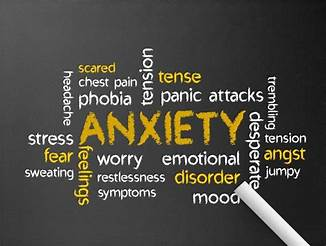 scared
tension
tense
headache
chest pain
trembling
phobia
panic attacks
ANXIETY
desperate
stress
tension
fear
feelings
worry
emotional
angst
sweating
restlessness
disorder
jumpy
symptoms
mood